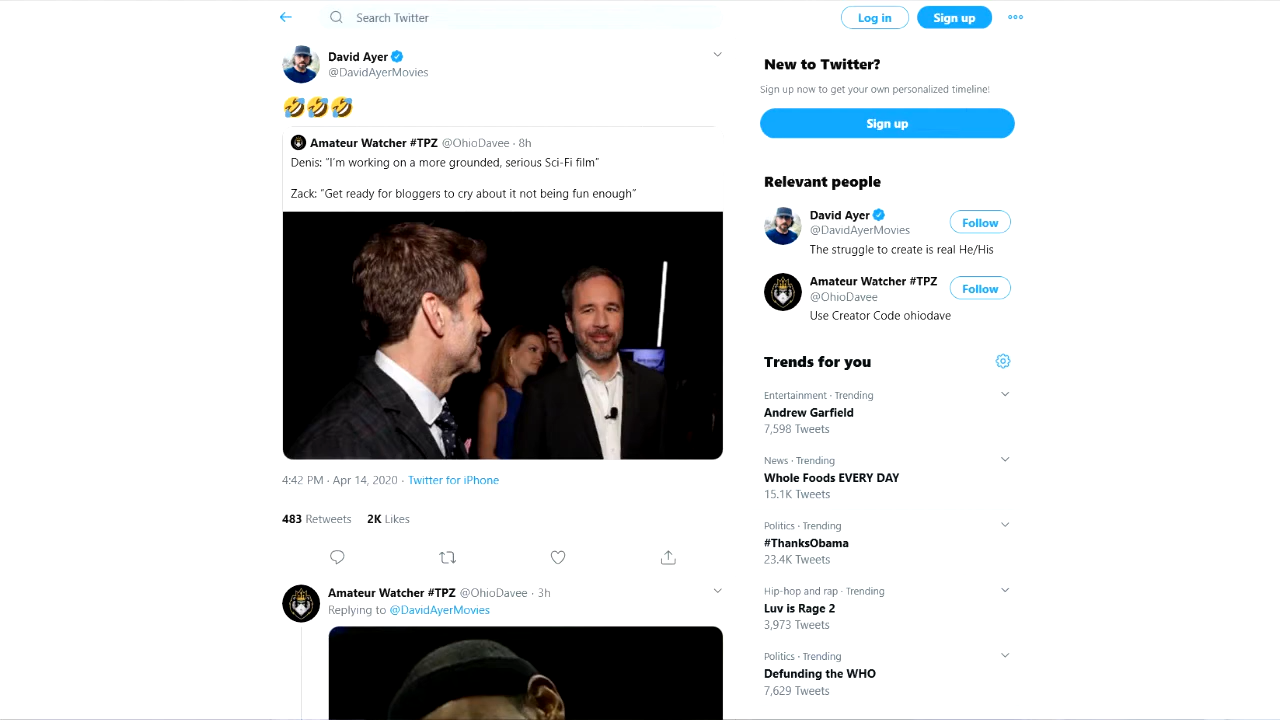 Search Twitter
Log in
Sign up
David Ayer
@DavidAyerMovies
🤣🤣🤣
Amateur Watcher #TPZ @OhioDavee · 8h
Denis: “I'm working on a more grounded, serious Sci-Fi film”
Zack: “Get ready for bloggers to cry about it not being fun enough”
4:42 PM · Apr 14, 2020 · Twitter for iPhone
483 Retweets 2K Likes
Amateur Watcher #TPZ @OhioDavee · 3h
Replying to @DavidAyerMovies
New to Twitter?
Sign up now to get your own personalized timeline!
Sign up
Relevant people
David Ayer
@DavidAyerMovies
Follow
The struggle to create is real He/His
Amateur Watcher #TPZ
@OhioDavee
Follow
Use Creator Code ohiodave
Trends for you
Entertainment · Trending
Andrew Garfield
7,598 Tweets
News · Trending
Whole Foods EVERY DAY
15.1K Tweets
Politics · Trending
#ThanksObama
23.4K Tweets
Hip-hop and rap · Trending
Luv is Rage 2
3,973 Tweets
Politics · Trending
Defunding the WHO
7,629 Tweets